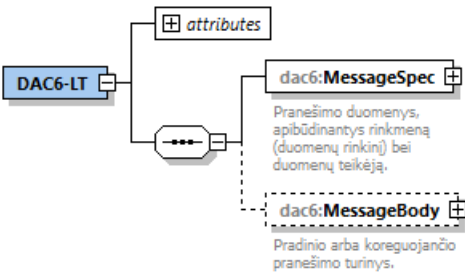 attributes
DAC6-LT
dac6:MessageSpec
Pranešimo duomenys,
apibūdinantys rinkmeną
(duomenų rinkinį) bei
duomenų teikėją.
dac6:MessageBody
Pradinio arba koreguojančio
pranešimo turinys.